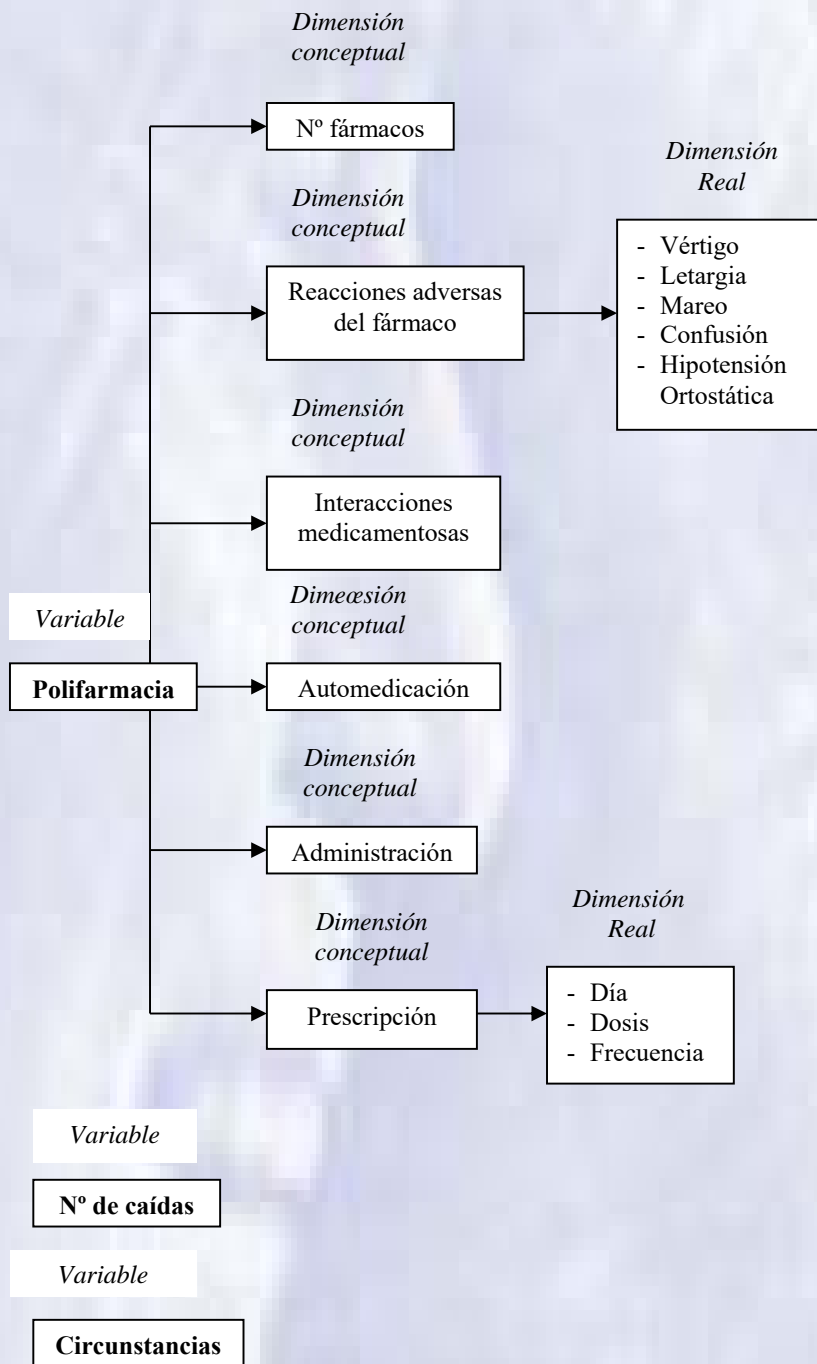 Dimensión
conceptual
Nº fármacos
Dimensión
Real
Dimensión
conceptual
Reacciones adversas
del fármaco
- Vértigo
- Letargia
- Mareo
- Confusión
- Hipotensión
Ortostática
Dimensión
conceptual
Interacciones
medicamentosas
Dimeœsión
conceptual
Variable
Polifarmacia
Automedicación
Dimensión
conceptual
Administración
Dimensión
conceptual
Dimensión
Real
Prescripción
- Día
- Dosis
- Frecuencia
Variable
Nº de caídas
Variable
Circunstancias